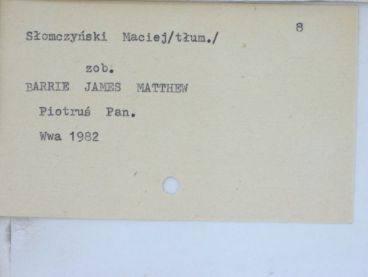 8
Słomczyński Maciej/tłum./
zob.
BARRIE JAMES MATTHEW
Piotruś Pan.
Wwa 1982